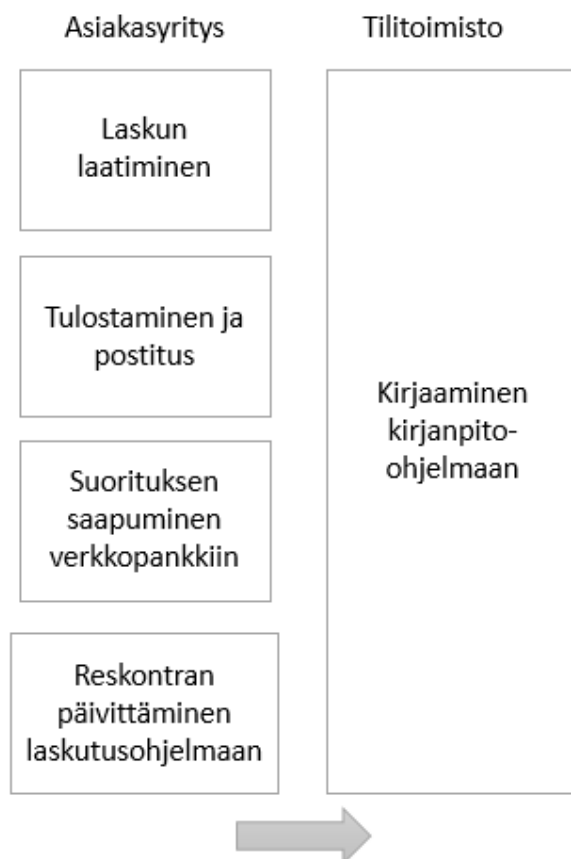 Asiakasyritys
Tilitoimisto
Laskun
laatiminen
Tulostaminen ja
postitus
Suorituksen
saapuminen
verkkopankkiin
Reskontran
päivittäminen
laskutusohjelmaan
Kirjaaminen
kirjanpito-
ohjelmaan